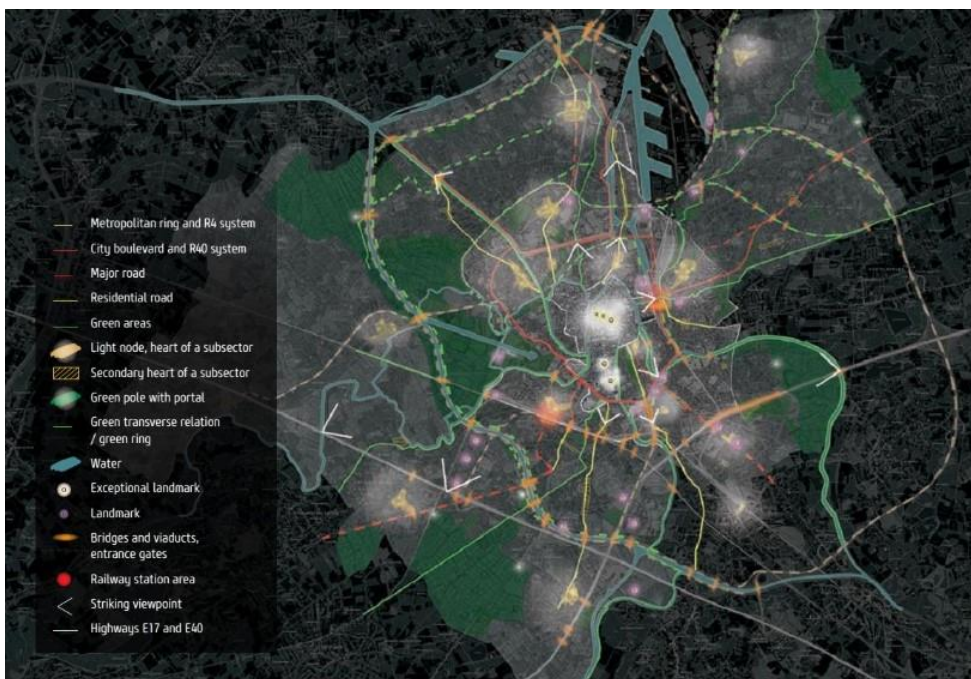 Metropolitan ring and R4 system
City boulevard and R40 system
Major road
Residential road
Green areas
Light node, heart of a subsector
Secondary heart of a subsector
Green pole with portal
Green transverse relation
/ green ring
Water
Exceptional landmark
Landmark
Bridges and viaducts,
entrance gates
Railway station area
Striking viewpoint
Highways E17 and E40